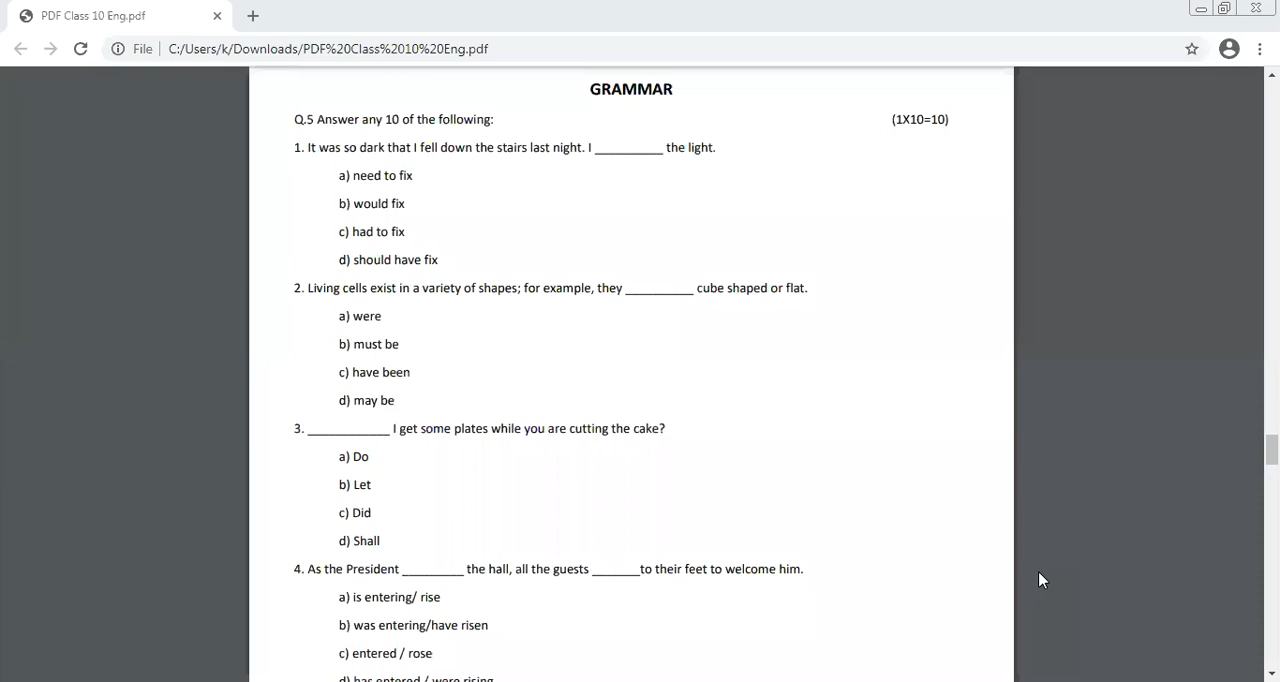 PDF Class 10 Eng.pdf
File C:/Users/k/Downloads/PDF%20Class%2010%20Eng.pdf
GRAMMAR
Q.5 Answer any 10 of the following: (1X10=10)
1. It was so dark that I fell down the stairs last night. I __________ the light.
a) need to fix
b) would fix
c) had to fix
d) should have fix
2. Living cells exist in a variety of shapes; for example, they __________ cube shaped or flat.
a) were
b) must be
c) have been
d) may be
3. ____________ I get some plates while you are cutting the cake?
a) Do
b) Let
c) Did
d) Shall
4. As the President _________ the hall, all the guests _______to their feet to welcome him.
a) is entering/ rise
b) was entering/have risen
c) entered / rose
d) has entered / were rising